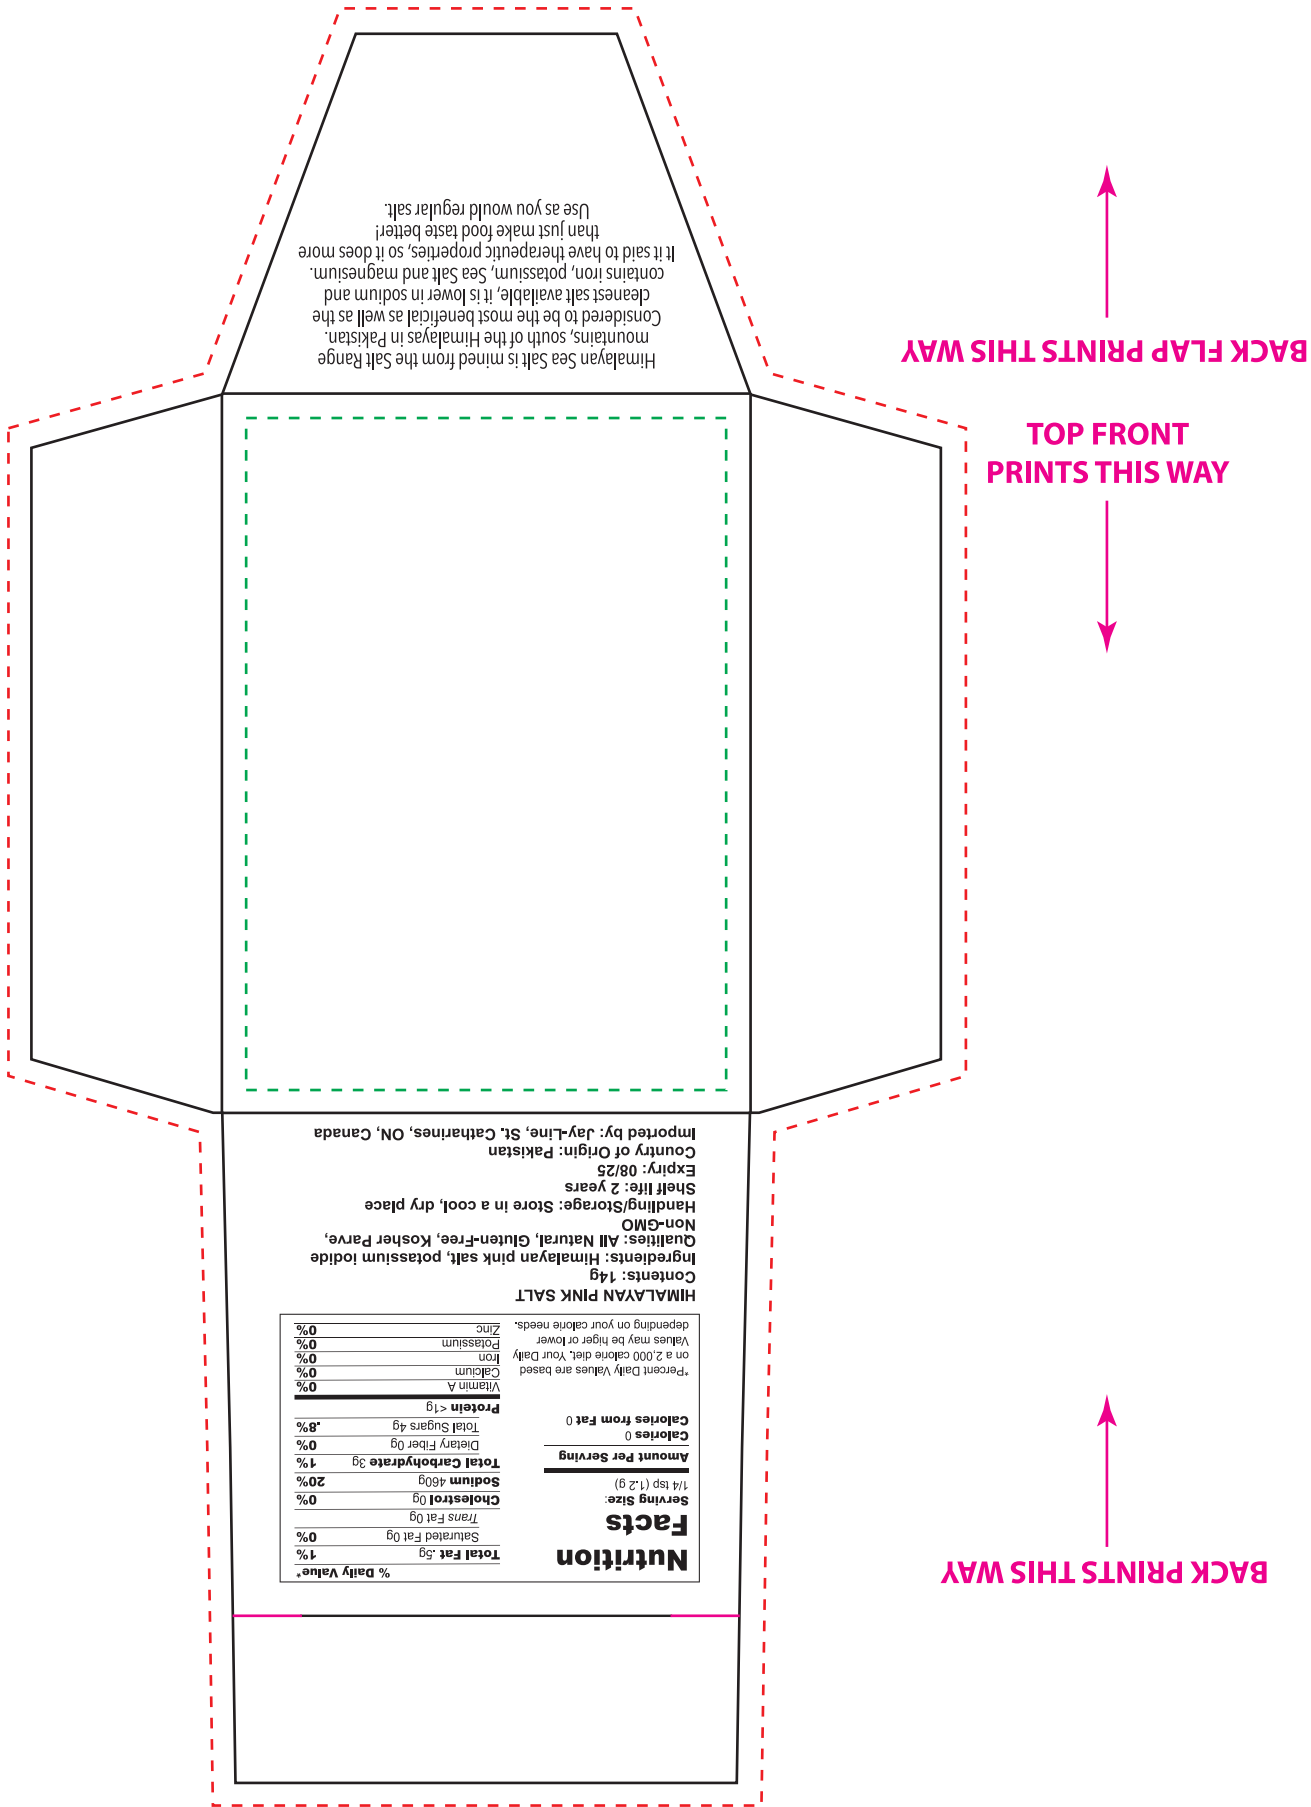 Himalayan Sea Salt is mined from the Salt Range
mountains, south of the Himalayas in Pakistan.
Considered to be the most beneficial as well as the
cleanest salt available, it is lower in sodium and
contains iron, potassium, Sea Salt and magnesium.
It it said to have therapeutic properties, so it does more
than just make food taste better!
Use as you would regular salt.
BACK FLAP PRINTS THIS WAY
TOP FRONT
PRINTS THIS WAY
BACK PRINTS THIS WAY
Nutrition
Facts
Serving Size:
1/4 tsp (1.2 g)
Amount Per Serving
Calories 0
Calories from Fat 0
*Percent Daily Values are based
on a 2,000 calorie diet. Your Daily
Values may be higer or lower
depending on your calorie needs.
% Daily Value*
Total Fat .5g 1%
Saturated Fat 0g 0%
Trans Fat 0g
Cholestrol 0g 0%
Sodium 460g 20%
Total Carbohydrate 3g 1%
Dietary Fiber 0g 0%
Total Sugars 4g .8%
Protein <1g
Vitamin A 0%
Calcium 0%
Iron 0%
Potassium 0%
Zinc 0%
HIMALAYAN PINK SALT
Contents: 14g
Ingredients: Himalayan pink salt, potassium iodide
Qualities: All Natural, Gluten-Free, Kosher Parve,
Non-GMO
Handling/Storage: Store in a cool, dry place
Shelf life: 2 years
Expiry: 08/25
Country of Origin: Pakistan
Imported by: Jay-Line, St. Catharines, ON, Canada